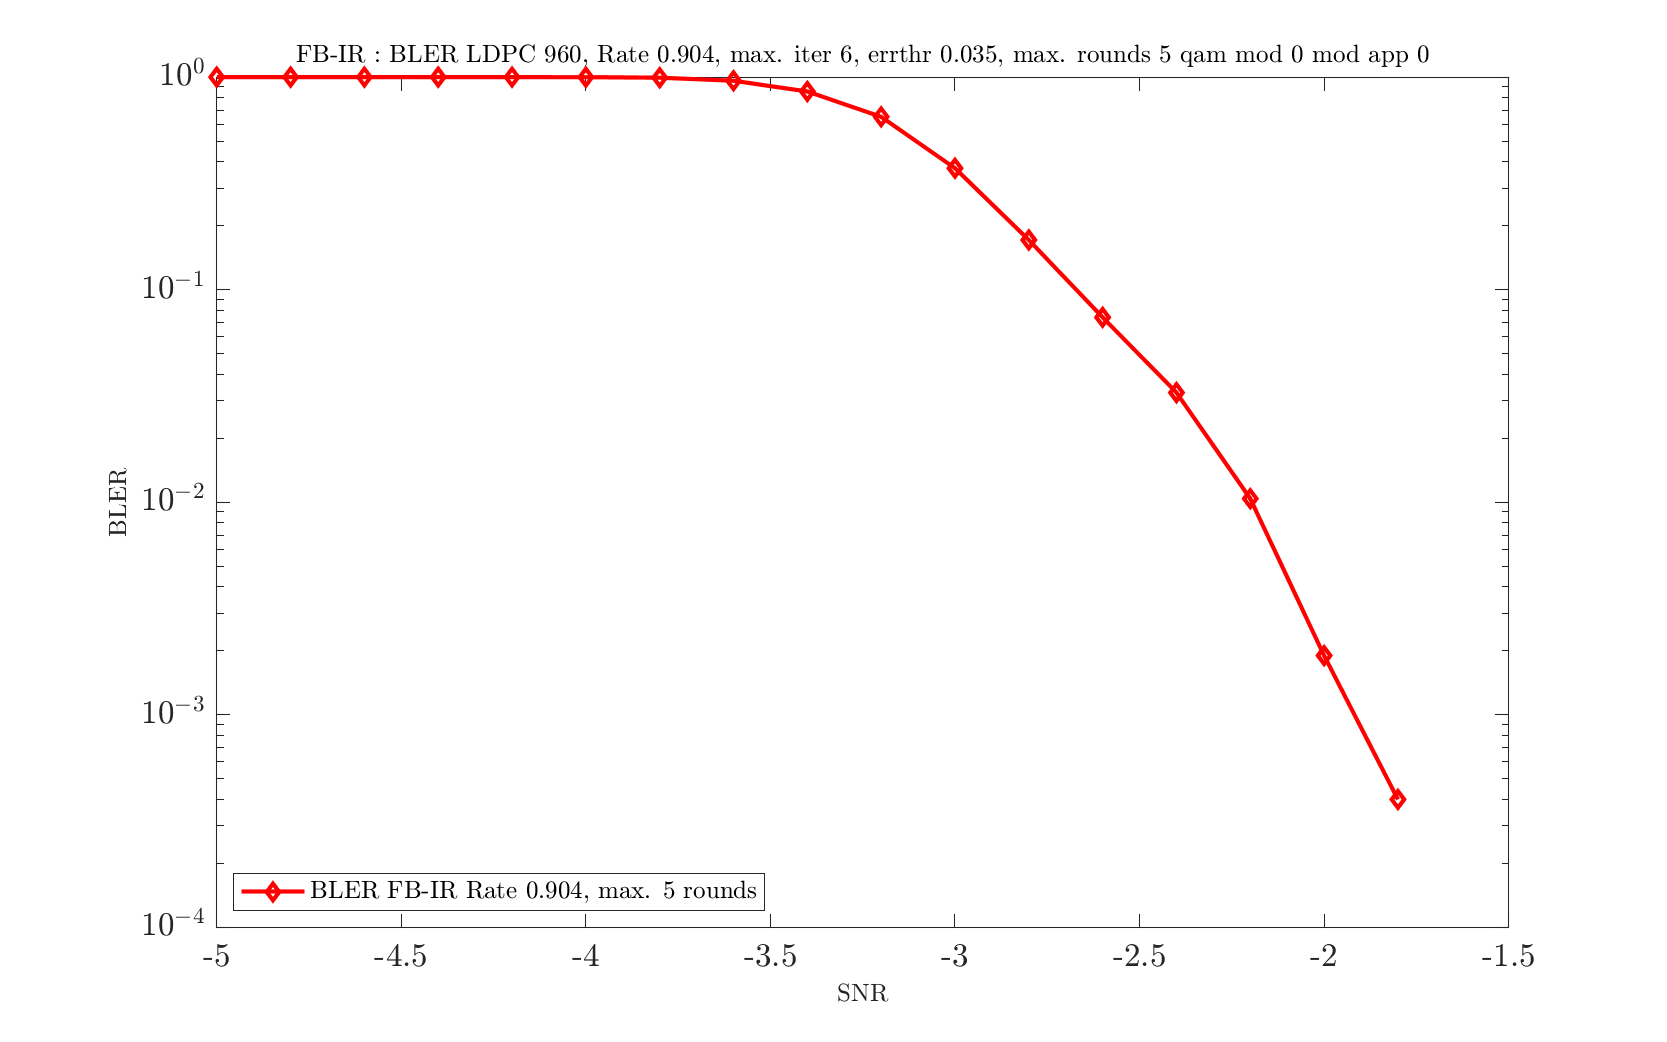 FB-IR : BLER LDPC 960, Rate 0.904, max. iter 6, errthr 0.035, max. rounds 5 qam mod 0 mod app 0
10^0
10^−1
10^−2
10^−3
10^−4
BLER
BLER FB-IR Rate 0.904, max. 5 rounds
-5 -4.5 -4 -3.5 -3 -2.5 -2 -1.5
SNR